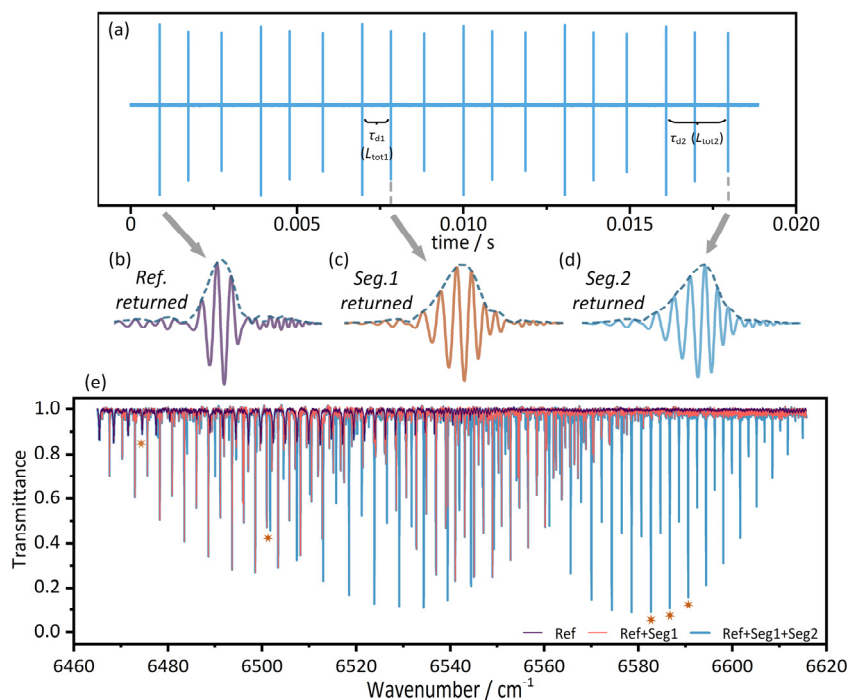 (a)
τd1
(Ltot1)
τd2 (Ltot2)
0 0.005 0.010 0.015 0.020
time / s
(b) Ref. returned
(c) Seg.1 returned
(d) Seg.2 returned
(e)
1.0
0.8
0.6
0.4
0.2
0.0
Transmittance
Ref Ref+Seg1 Ref+Seg1+Seg2
6460 6480 6500 6520 6540 6560 6580 6600 6620
Wavenumber / cm⁻¹